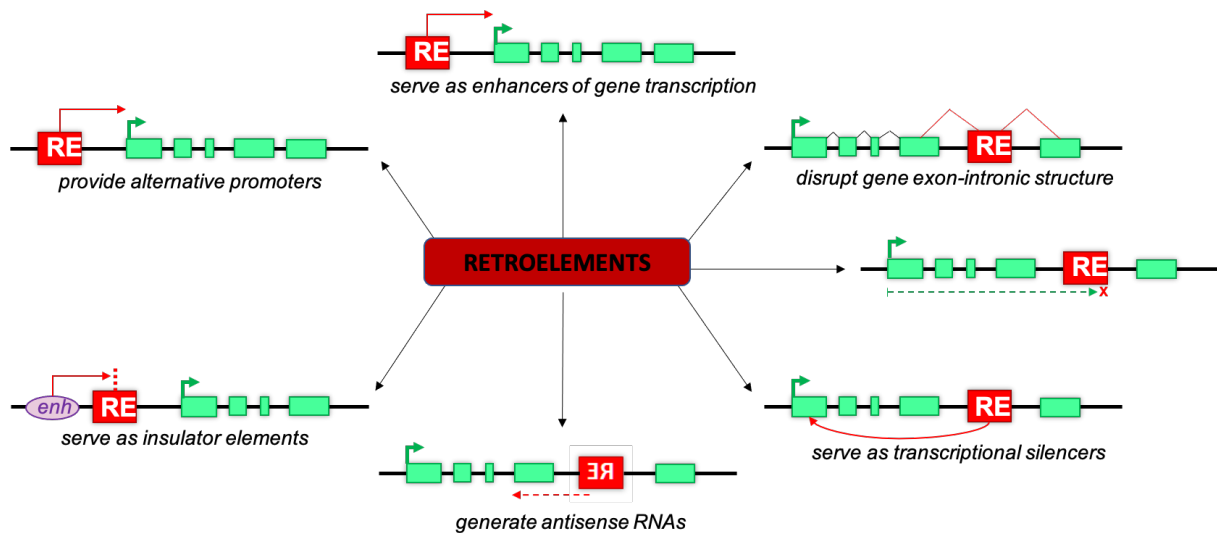 RE
serve as enhancers of gene transcription
RE
provide alternative promoters
RE
disrupt gene exon-intronic structure
RETROELEMENTS
RE
x
enh
RE
serve as insulator elements
RE
serve as transcriptional silencers
RE
generate antisense RNAs